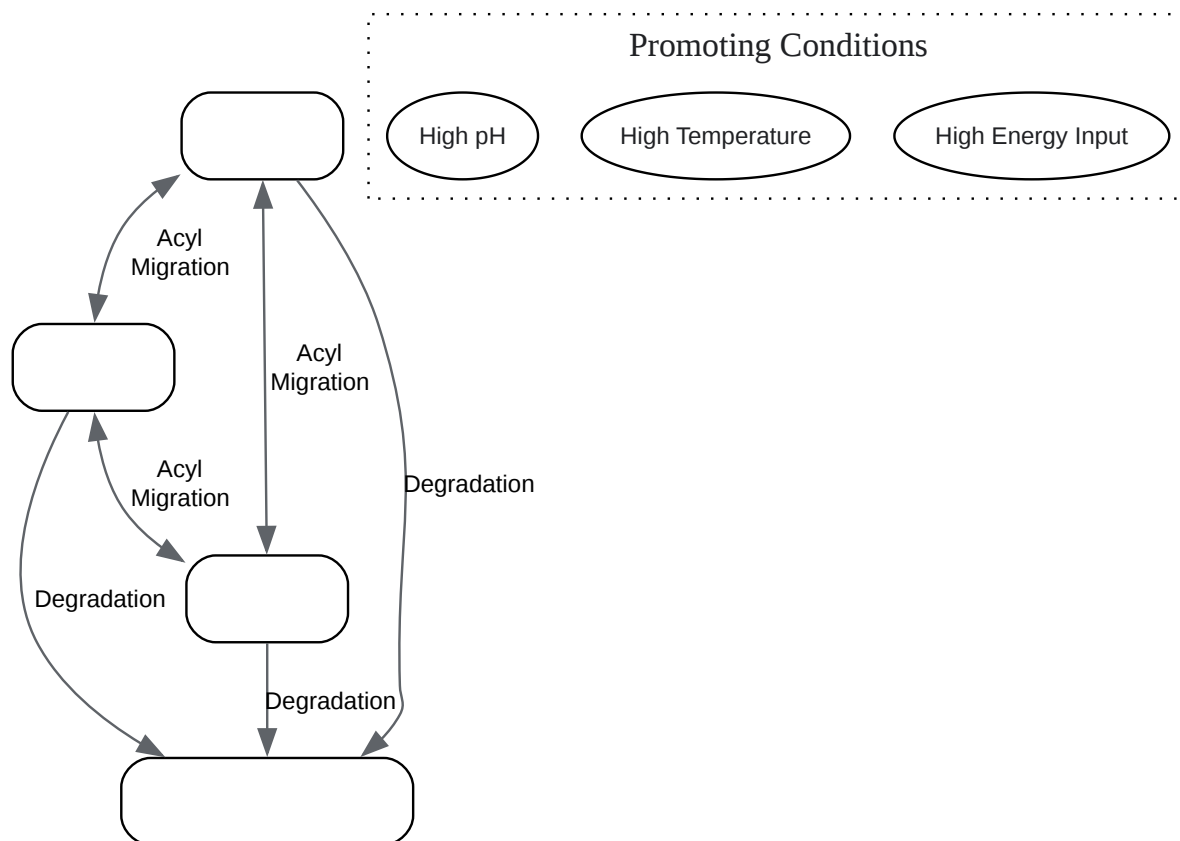 Promoting Conditions
High pH
High Temperature
High Energy Input
Acyl
Migration
Acyl
Migration
Acyl
Migration
Degradation
Degradation
Degradation